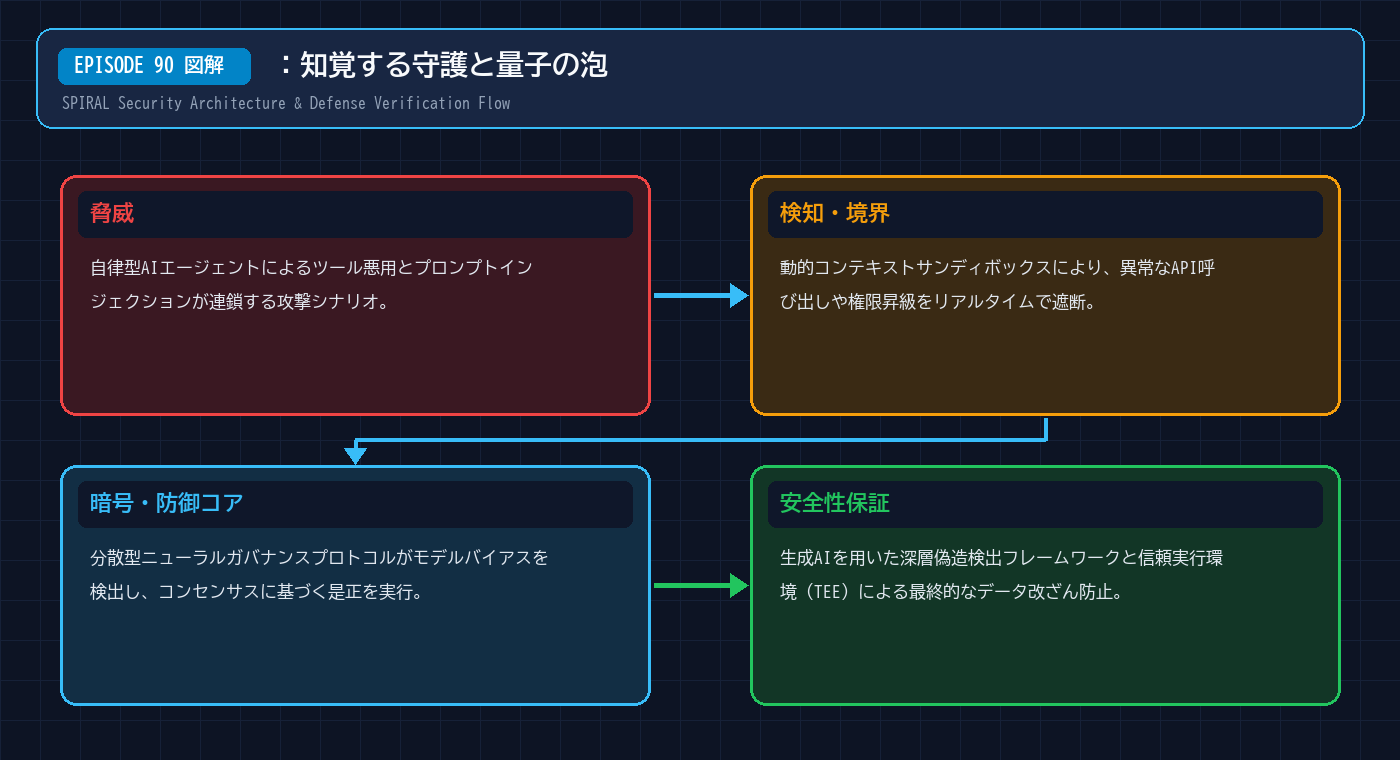 EPISODE 90 図解
：知覚する守護と量子の泡
SPIRAL Security Architecture & Defense Verification Flow
脅威
自律型AIエージェントによるツール悪用とプロンプトイン
ジェクションが連鎖する攻撃シナリオ。
検知・境界
動的コンテキストサンディボックスにより、異常なAPI呼
び出しや権限昇級をリアルタイムで遮断。
暗号・防御コア
分散型ニューラルガバナンスプロトコルがモデルバイアスを
検出し、コンセンサスに基づく是正を実行。
安全性保証
生成AIを用いた深層偽造検出フレームワークと信頼実行環
境（TEE）による最終的なデータ改ざん防止。